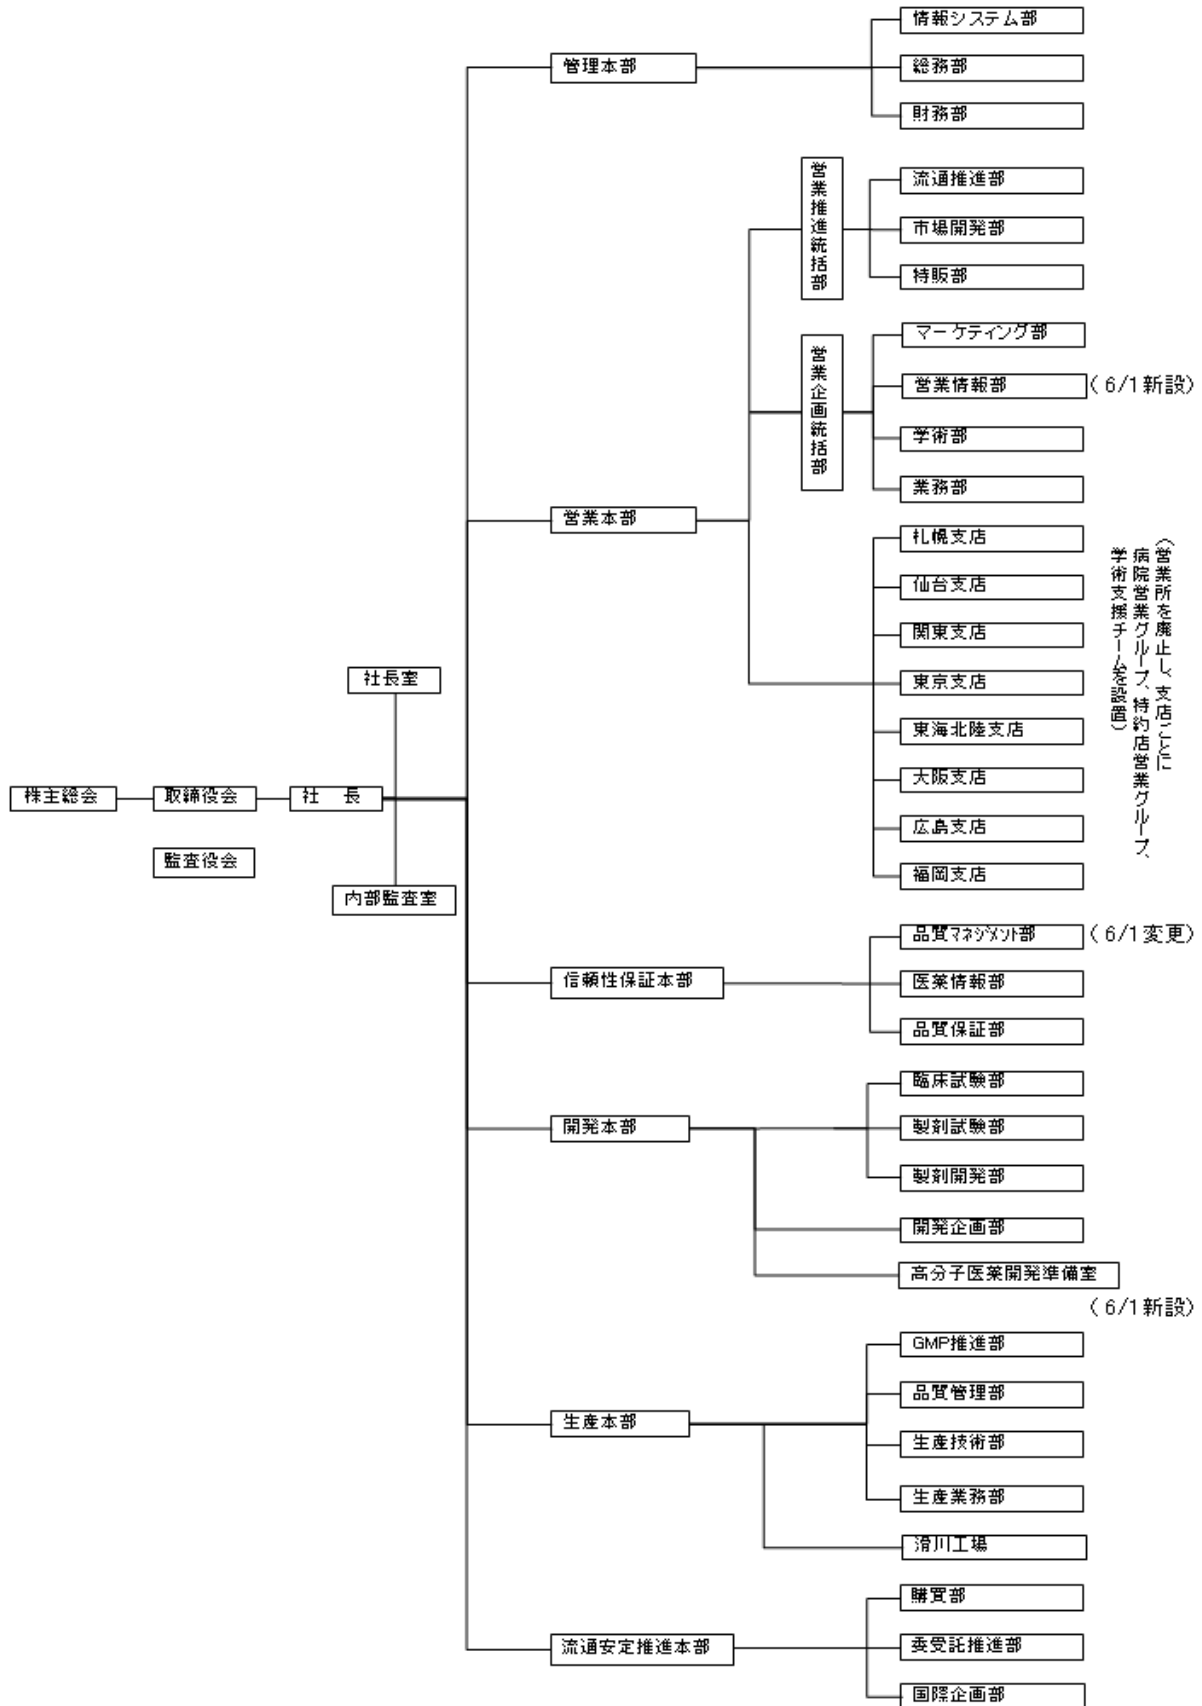 情報システム部
管理本部
総務部
財務部
営業推進統括部
流通推進部
市場開発部
特販部
営業企画統括部
マーケティング部
営業情報部
（6/1新設）
学術部
業務部
営業本部
札幌支店
仙台支店
関東支店
東京支店
東海北陸支店
大阪支店
広島支店
福岡支店
（営業所を廃止し、支店ごとに
病院営業グループ、特約店営業グループ、
学術支援チームを設置）
社長室
株主総会
取締役会
社　長
監査役会
内部監査室
品質マネジメント部
（6/1変更）
信頼性保証本部
医薬情報部
品質保証部
臨床試験部
開発本部
製剤試験部
製剤開発部
開発企画部
高分子医薬開発準備室
（6/1新設）
GMP推進部
品質管理部
生産本部
生産技術部
生産業務部
滑川工場
購買部
流通安定推進本部
委受託推進部
国際企画部